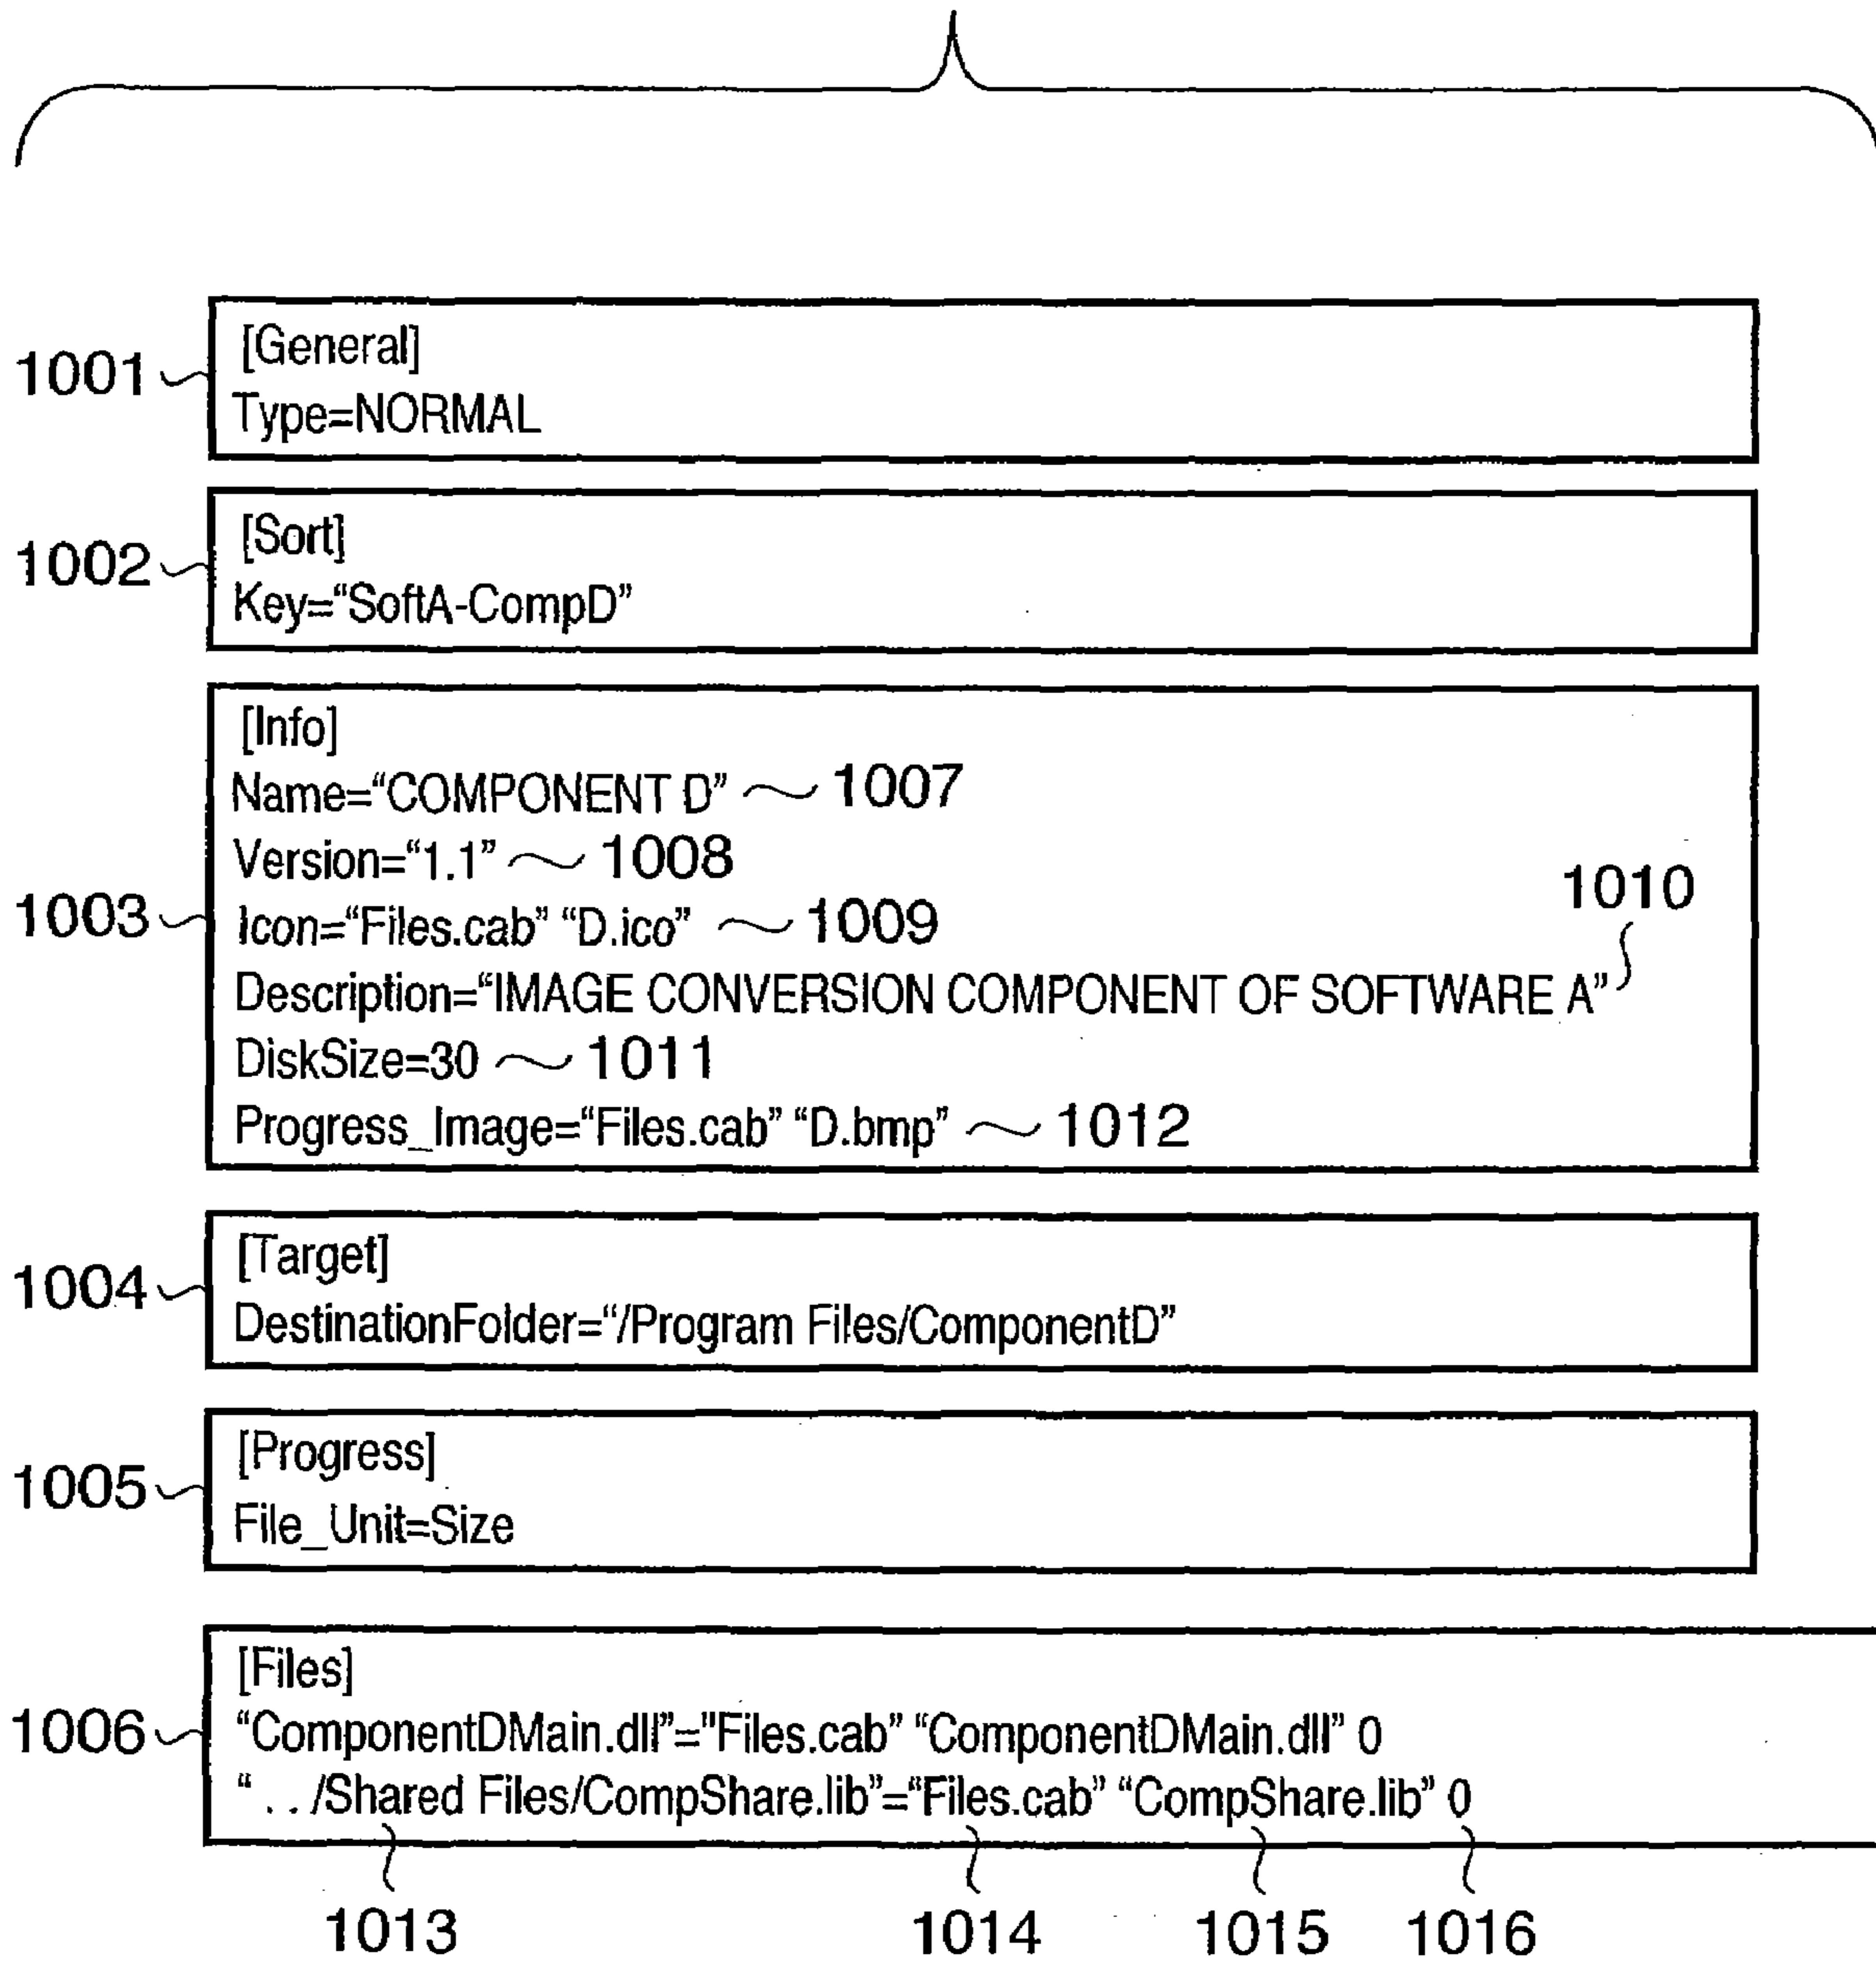 1001
[General]
Type=NORMAL
1002
[Sort]
Key=“SoftA-CompD”
1003
[Info]
Name=“COMPONENT D” 1007
Version=“1.1” 1008
Icon=“Files.cab” “D.ico” 1009
1010
Description=“IMAGE CONVERSION COMPONENT OF SOFTWARE A”
DiskSize=30 1011
Progress_Image=“Files.cab” “D.bmp” 1012
1004
[Target]
DestinationFolder=“/Program Files/ComponentD”
1005
[Progress]
File_Unit=Size
1006
[Files]
“ComponentDMain.dll”="Files.cab” “ComponentDMain.dll” 0
“ . . /Shared Files/CompShare.lib”=“Files.cab” “CompShare.lib” 0
1013 1014 1015 1016